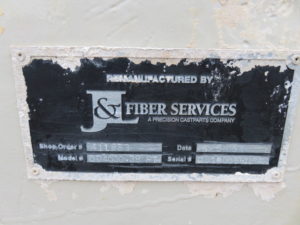 REMANUFACTURED BY
J&L FIBER SERVICES
A PRECISION CASTPARTS COMPANY
Shop Order # Date
Model # Serial #